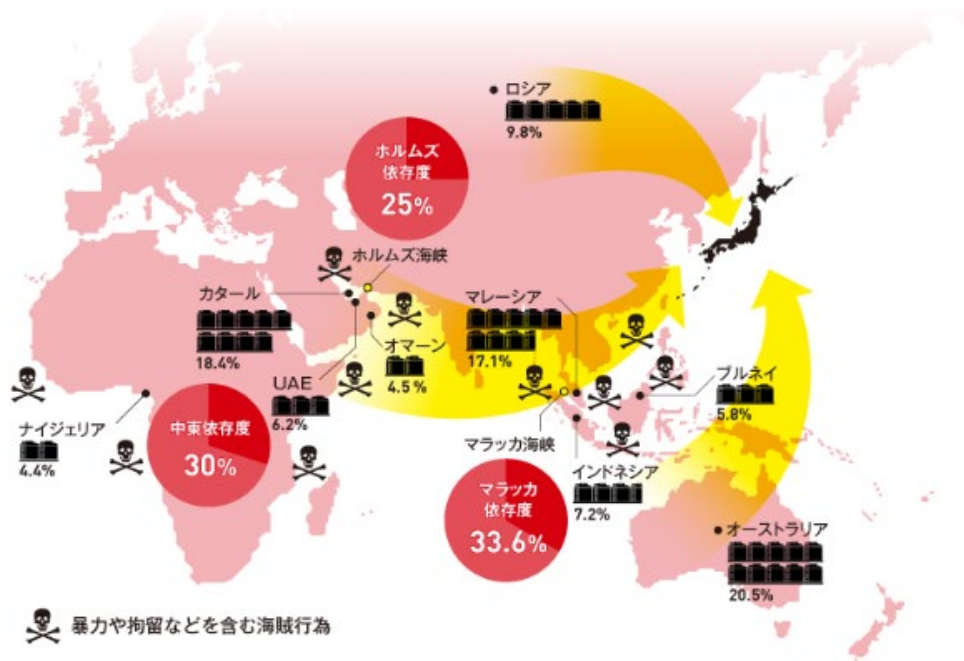 ロシア
9.8%
ホルムズ
依存度
25%
ホルムズ海峡
カタール
18.4%
オマーン
4.5%
UAE
6.2%
マレーシア
17.1%
ブルネイ
5.8%
ナイジェリア
4.4%
中東依存度
30%
マラッカ海峡
マラッカ
依存度
33.6%
インドネシア
7.2%
オーストラリア
20.5%
暴力や拘留などを含む海賊行為